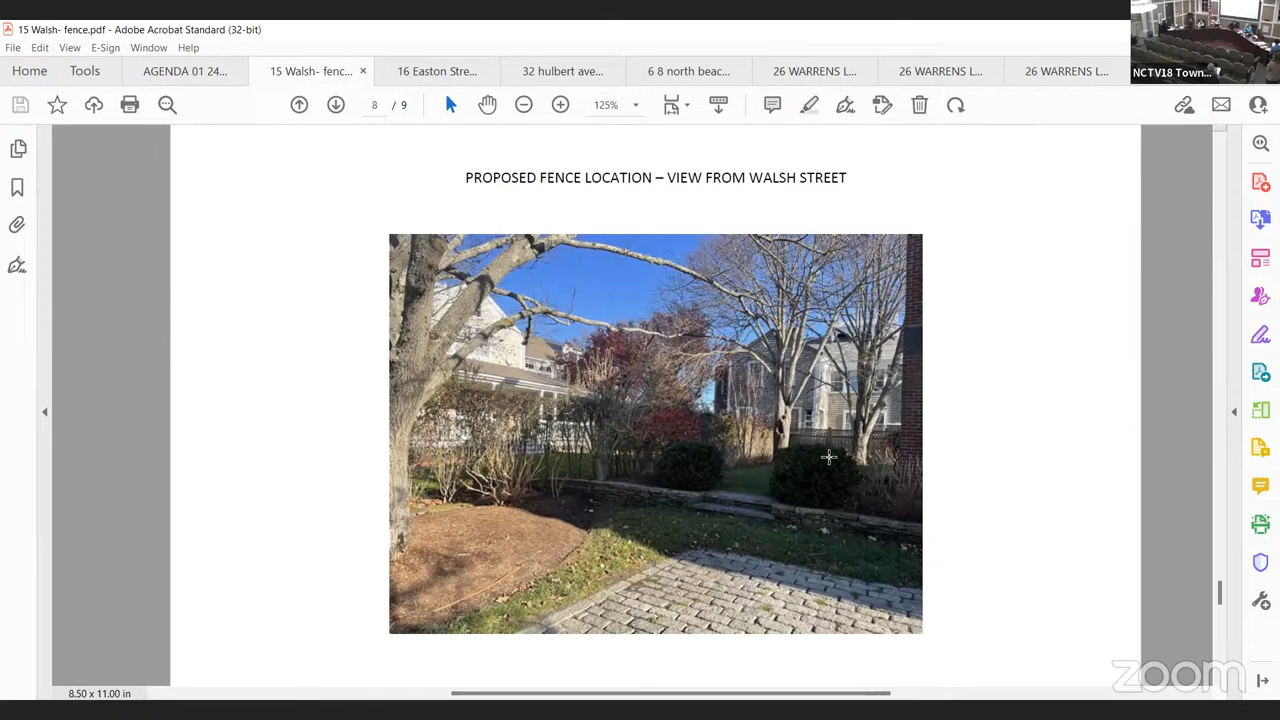 15 Walsh- fence.pdf - Adobe Acrobat Standard (32-bit)
File Edit View E-Sign Window Help
Home Tools AGENDA 01 24... 15 Walsh- fenc... × 16 Easton Stre... 32 hulbert ave... 6 8 north beac... 26 WARRENS L... 26 WARRENS L... 26 WARRENS L...
NCTV18 Town...
8 / 9 125%
PROPOSED FENCE LOCATION – VIEW FROM WALSH STREET
zoom
8.50 x 11.00 in